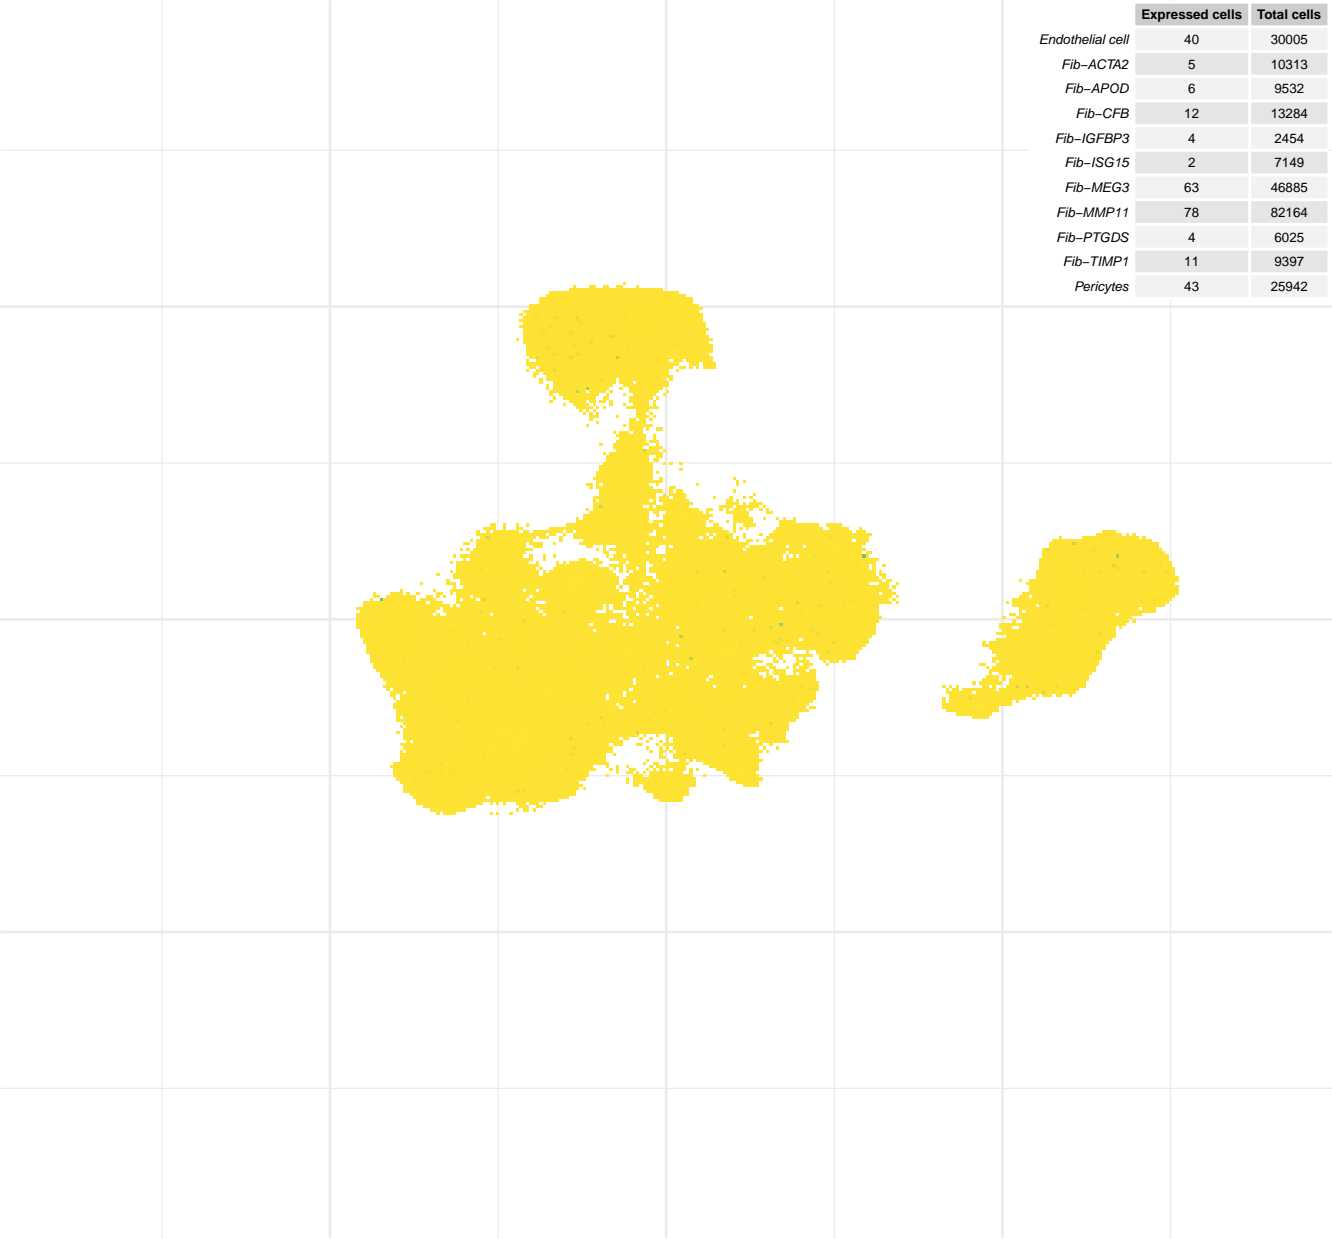 Expressed cells Total cells
Endothelial cell 40 30005
Fib−ACTA2 5 10313
Fib−APOD 6 9532
Fib−CFB 12 13284
Fib−IGFBP3 4 2454
Fib−ISG15 2 7149
Fib−MEG3 63 46885
Fib−MMP11 78 82164
Fib−PTGDS 4 6025
Fib−TIMP1 11 9397
Pericytes 43 25942